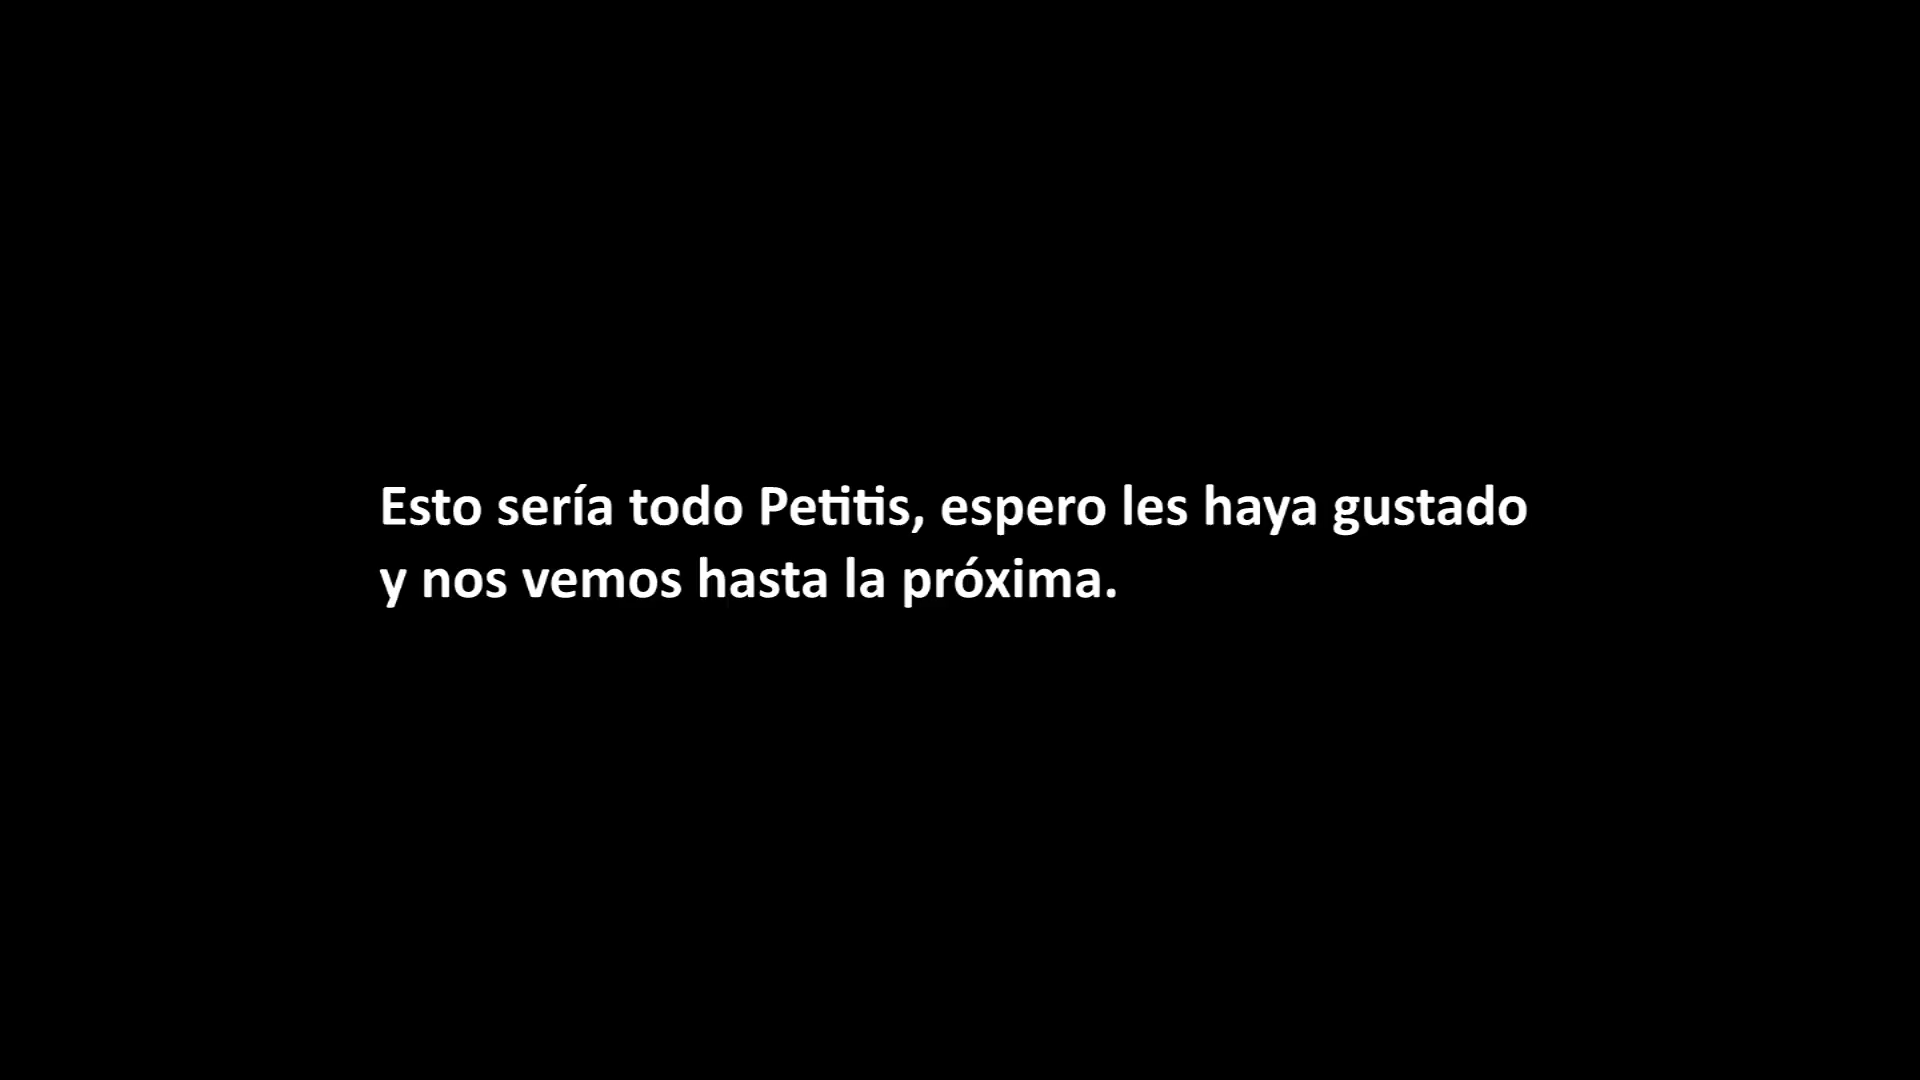 Esto sería todo Petitis, espero les haya gustado
y nos vemos hasta la próxima.